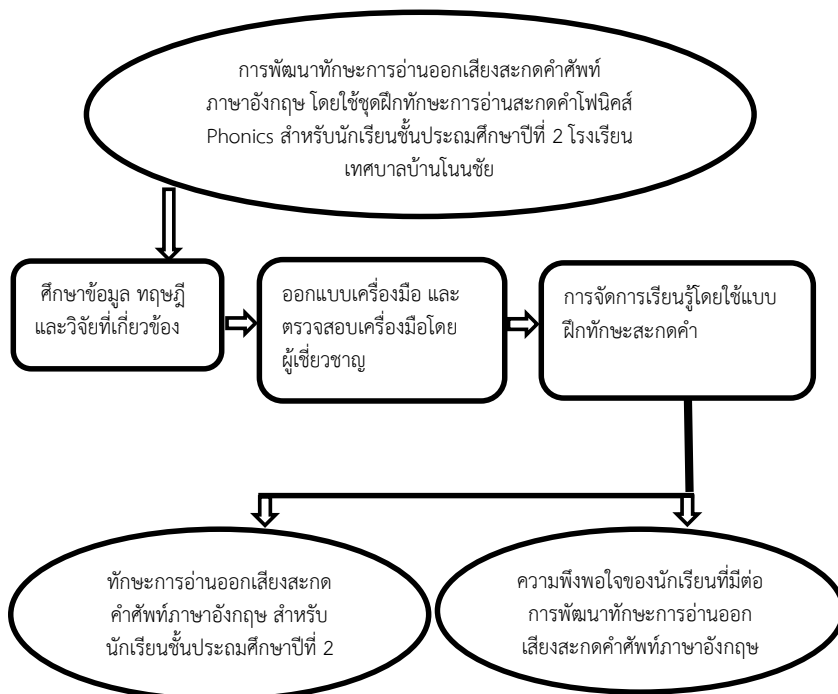 การพัฒนาทักษะการอ่านออกเสียงสะกดคำศัพท์
ภาษาอังกฤษ โดยใช้ชุดฝึกทักษะการอ่านสะกดคำโฟนิคส์
Phonics สำหรับนักเรียนชั้นประถมศึกษาปีที่ 2 โรงเรียน
เทศบาลบ้านโนนชัย
ศึกษาข้อมูล ทฤษฎี
และวิจัยที่เกี่ยวข้อง
ออกแบบเครื่องมือ และ
ตรวจสอบเครื่องมือโดย
ผู้เชี่ยวชาญ
การจัดการเรียนรู้โดยใช้แบบ
ฝึกทักษะสะกดคำ
ทักษะการอ่านออกเสียงสะกด
คำศัพท์ภาษาอังกฤษ สำหรับ
นักเรียนชั้นประถมศึกษาปีที่ 2
ความพึงพอใจของนักเรียนที่มีต่อ
การพัฒนาทักษะการอ่านออก
เสียงสะกดคำศัพท์ภาษาอังกฤษ